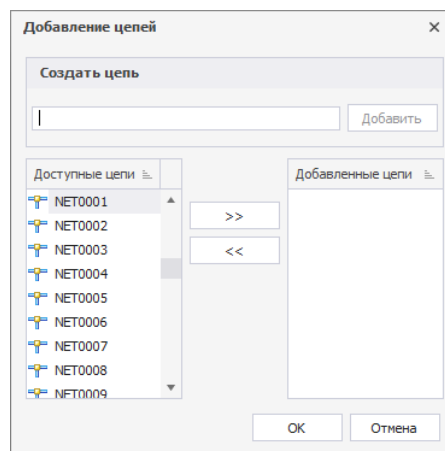 Добавление цепей
Создать цепь
Добавить
Доступные цепи
Добавленные цепи
NET0001
NET0002
NET0003
NET0004
NET0005
NET0006
NET0007
NET0008
NET0009
>>
<<
OK
Отмена